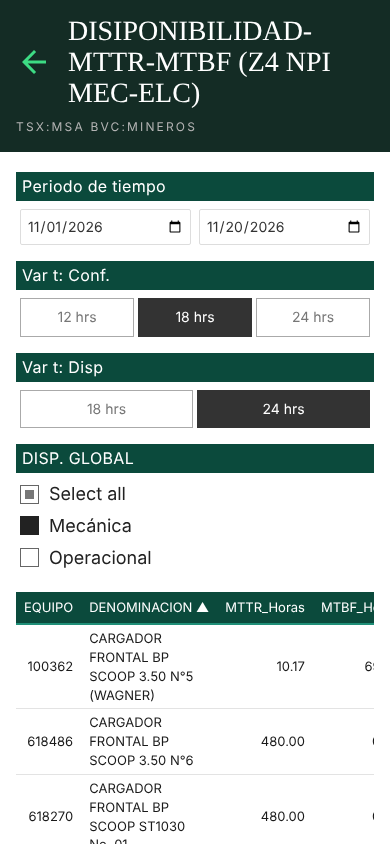 DISIPONIBILIDAD-
MTTR-MTBF (Z4 NPI
MEC-ELC)
TSX:MSA BVC:MINEROS
Periodo de tiempo
11/01/2026 11/20/2026
Var t: Conf.
12 hrs 18 hrs 24 hrs
Var t: Disp
18 hrs 24 hrs
DISP. GLOBAL
Select all
Mecánica
Operacional
EQUIPO DENOMINACION ▲ MTTR_Horas
CARGADOR
FRONTAL BP
100362 SCOOP 3.50 N°5 10.17
(WAGNER)
CARGADOR
618486 FRONTAL BP 480.00
SCOOP 3.50 N°6
CARGADOR
FRONTAL BP
618270 SCOOP ST1030 480.00